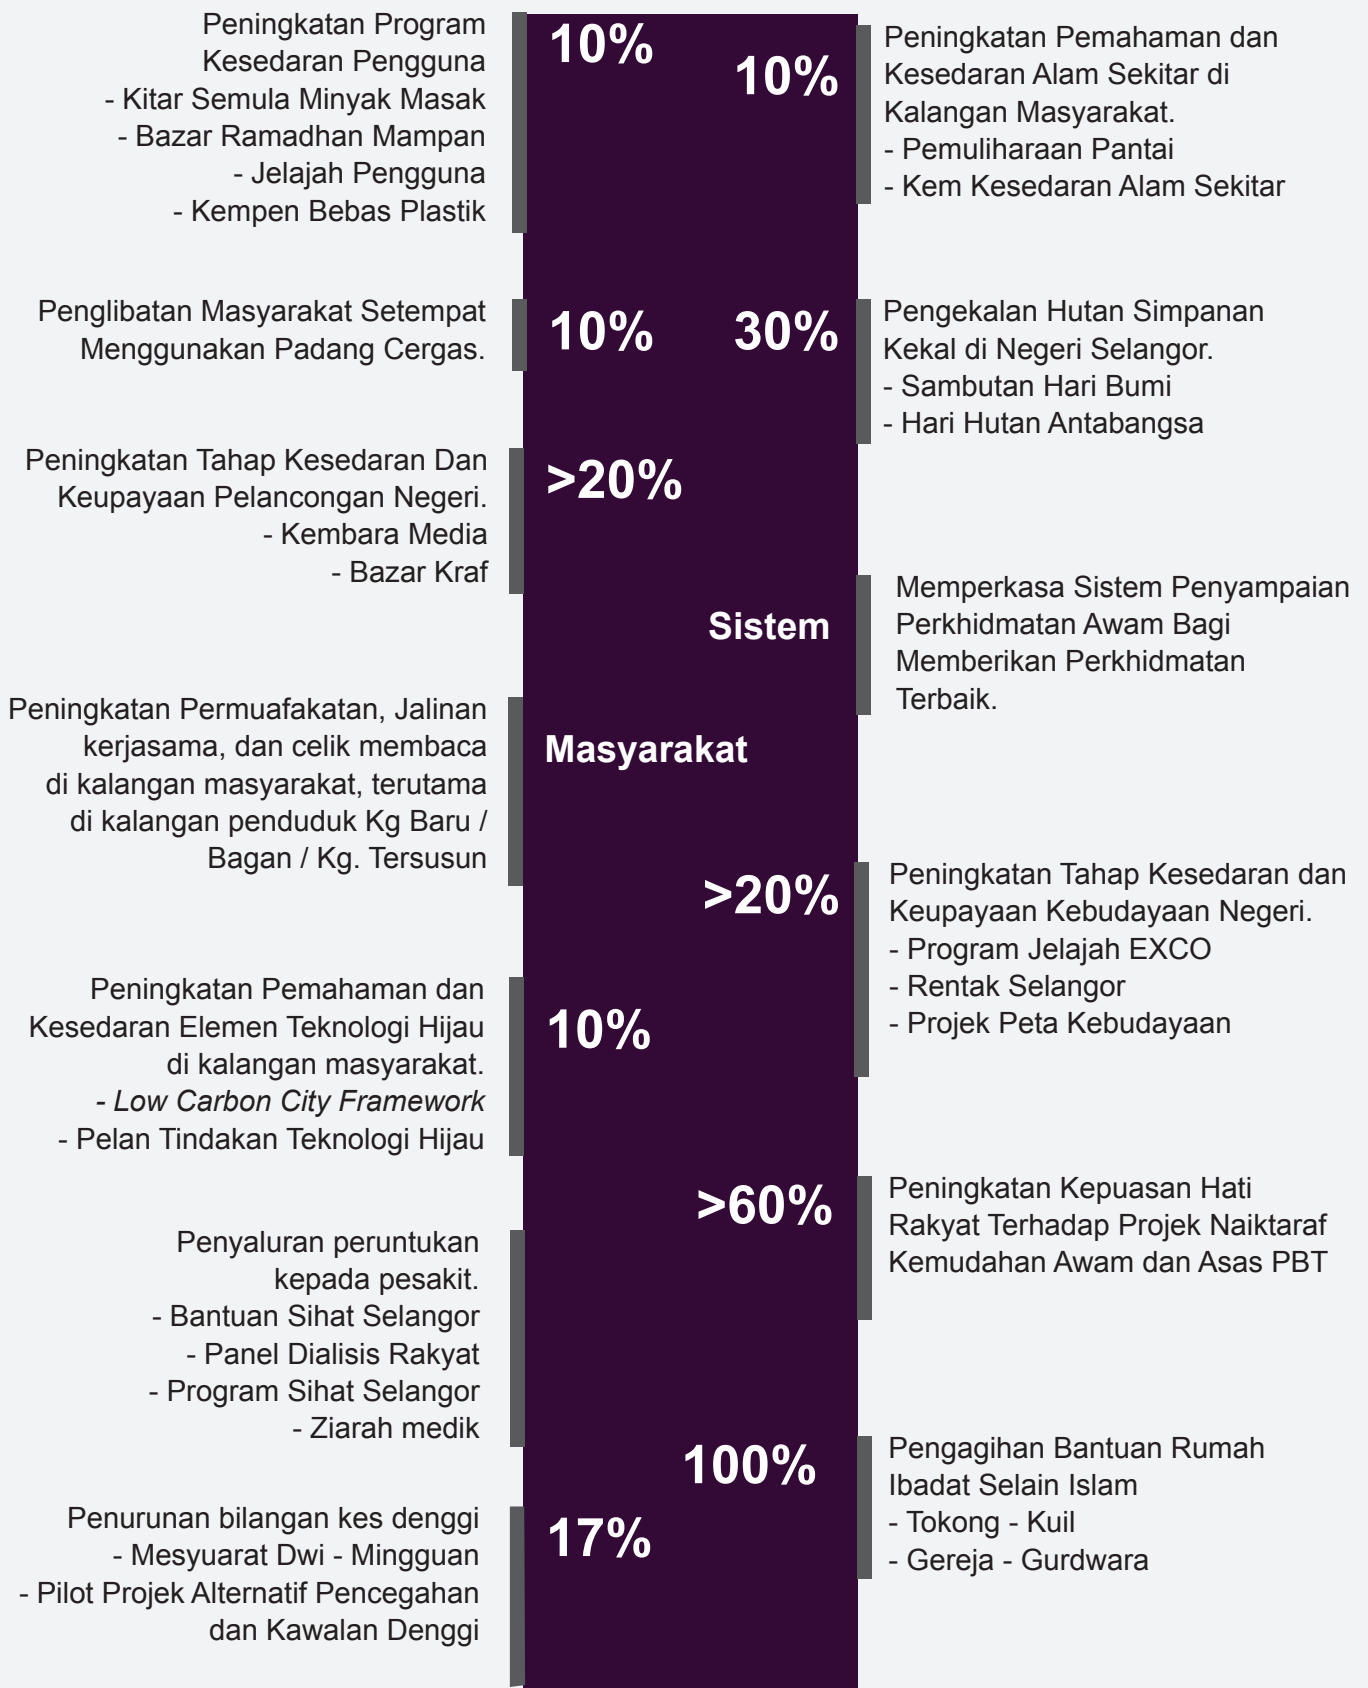 Peningkatan Program
Kesedaran Pengguna
- Kitar Semula Minyak Masak
- Bazar Ramadhan Mampan
- Jelajah Pengguna
- Kempen Bebas Plastik
10%
10%
Peningkatan Pemahaman dan
Kesedaran Alam Sekitar di
Kalangan Masyarakat.
- Pemuliharaan Pantai
- Kem Kesedaran Alam Sekitar
Penglibatan Masyarakat Setempat
Menggunakan Padang Cergas.
10%
30%
Pengekalan Hutan Simpanan
Kekal di Negeri Selangor.
- Sambutan Hari Bumi
- Hari Hutan Antabangsa
Peningkatan Tahap Kesedaran Dan
Keupayaan Pelancongan Negeri.
- Kembara Media
- Bazar Kraf
>20%
Sistem
Memperkasa Sistem Penyampaian
Perkhidmatan Awam Bagi
Memberikan Perkhidmatan
Terbaik.
Peningkatan Permuafakatan, Jalinan
kerjasama, dan celik membaca
di kalangan masyarakat, terutama
di kalangan penduduk Kg Baru /
Bagan / Kg. Tersusun
Masyarakat
>20%
Peningkatan Tahap Kesedaran dan
Keupayaan Kebudayaan Negeri.
- Program Jelajah EXCO
- Rentak Selangor
- Projek Peta Kebudayaan
Peningkatan Pemahaman dan
Kesedaran Elemen Teknologi Hijau
di kalangan masyarakat.
- Low Carbon City Framework
- Pelan Tindakan Teknologi Hijau
10%
>60%
Peningkatan Kepuasan Hati
Rakyat Terhadap Projek Naiktaraf
Kemudahan Awam dan Asas PBT
Penyaluran peruntukan
kepada pesakit.
- Bantuan Sihat Selangor
- Panel Dialisis Rakyat
- Program Sihat Selangor
- Ziarah medik
100%
Pengagihan Bantuan Rumah
Ibadat Selain Islam
- Tokong - Kuil
- Gereja - Gurdwara
Penurunan bilangan kes denggi
- Mesyuarat Dwi - Mingguan
- Pilot Projek Alternatif Pencegahan
dan Kawalan Denggi
17%